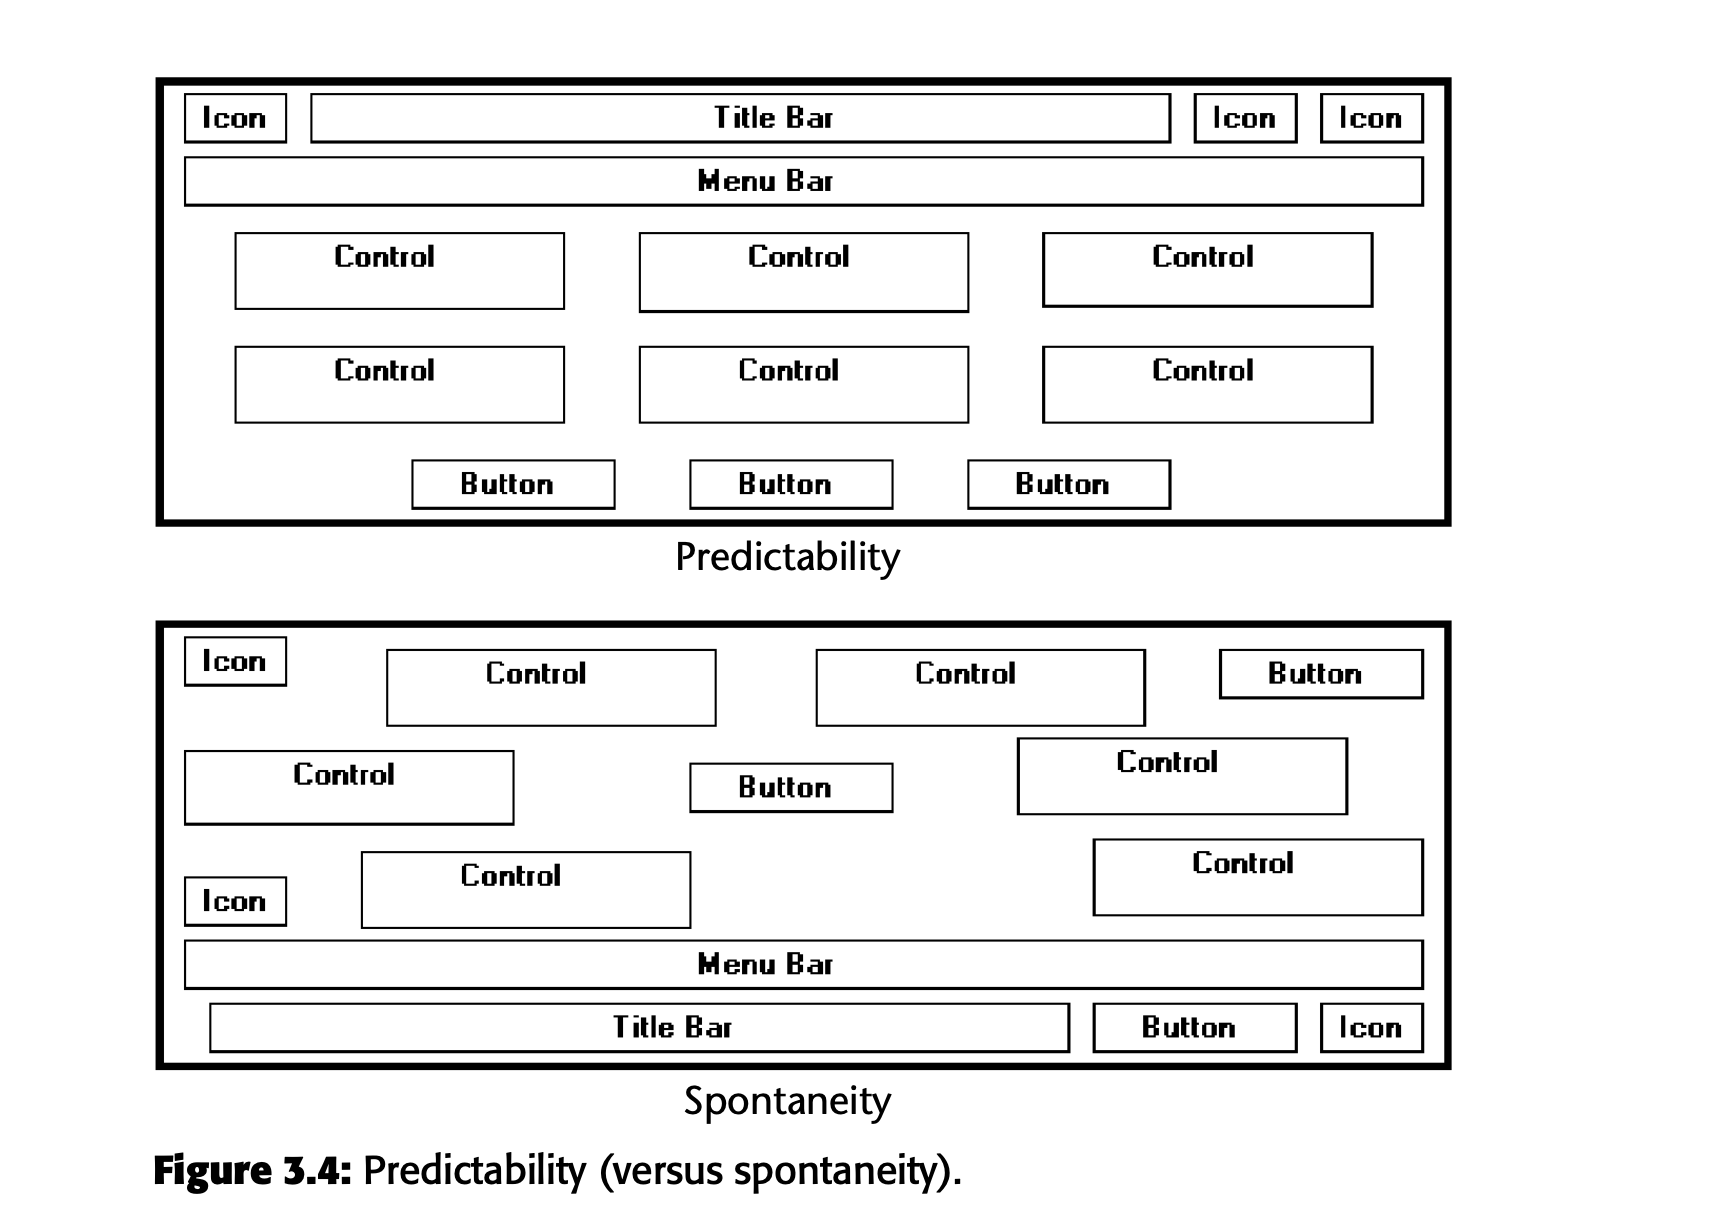 Icon Title Bar Icon Icon
Menu Bar
Control Control Control
Control Control Control
Button Button Button
Predictability
Icon Control Control Button
Control Button Control
Icon Control Control
Menu Bar
Title Bar Button Icon
Spontaneity
Figure 3.4: Predictability (versus spontaneity).